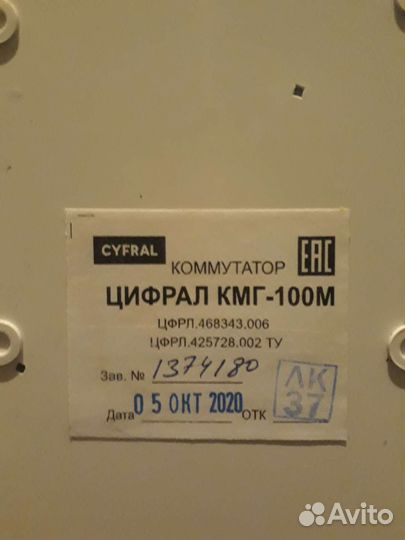 CYFRAL
EAC
КОММУТАТОР
ЦИФРАЛ КМГ-100М
ЦФРЛ.468343.006
ЦФРЛ.425728.002 ТУ
Зав. № 1374180
Дата 05 ОКТ 2020 ОТК ЛК 37
Avito